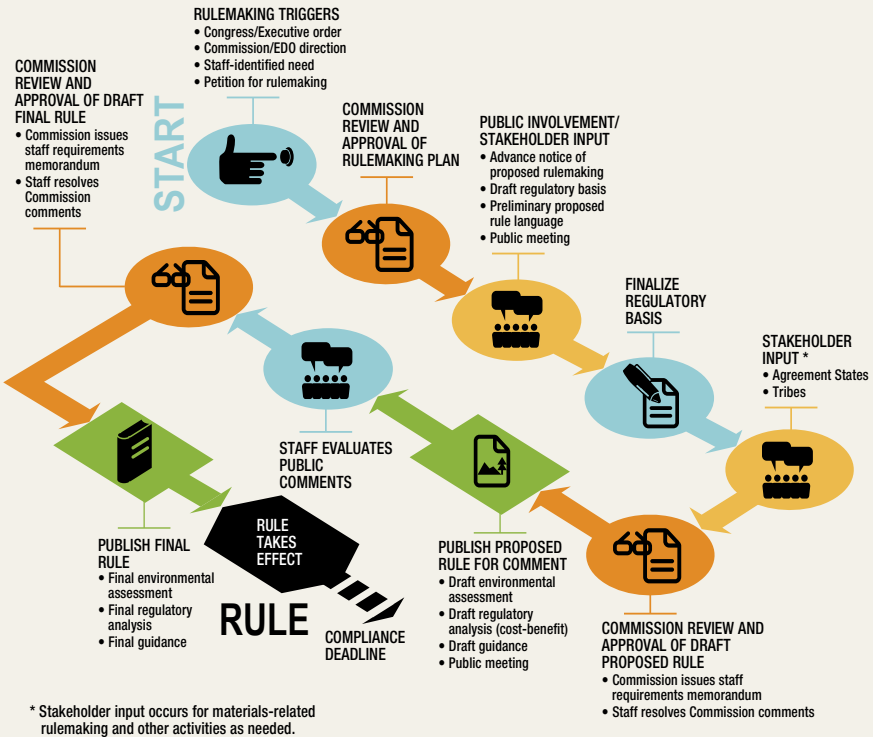 START
RULEMAKING TRIGGERS
• Congress/Executive order
• Commission/EDO direction
• Staff-identified need
• Petition for rulemaking
COMMISSION
REVIEW AND
APPROVAL OF
RULEMAKING PLAN
PUBLIC INVOLVEMENT/
STAKEHOLDER INPUT
• Advance notice of
proposed rulemaking
• Draft regulatory basis
• Preliminary proposed
rule language
• Public meeting
FINALIZE
REGULATORY
BASIS
STAKEHOLDER
INPUT *
• Agreement States
• Tribes
COMMISSION REVIEW AND
APPROVAL OF DRAFT
PROPOSED RULE
• Commission issues staff
requirements memorandum
• Staff resolves Commission comments
PUBLISH PROPOSED
RULE FOR COMMENT
• Draft environmental
assessment
• Draft regulatory
analysis (cost-benefit)
• Draft guidance
• Public meeting
STAFF EVALUATES
PUBLIC
COMMENTS
COMMISSION
REVIEW AND
APPROVAL OF DRAFT
FINAL RULE
• Commission issues
staff requirements
memorandum
• Staff resolves
Commission
comments
PUBLISH FINAL
RULE
• Final environmental
assessment
• Final regulatory
analysis
• Final guidance
RULE
TAKES
EFFECT
RULE
COMPLIANCE
DEADLINE
* Stakeholder input occurs for materials-related
rulemaking and other activities as needed.